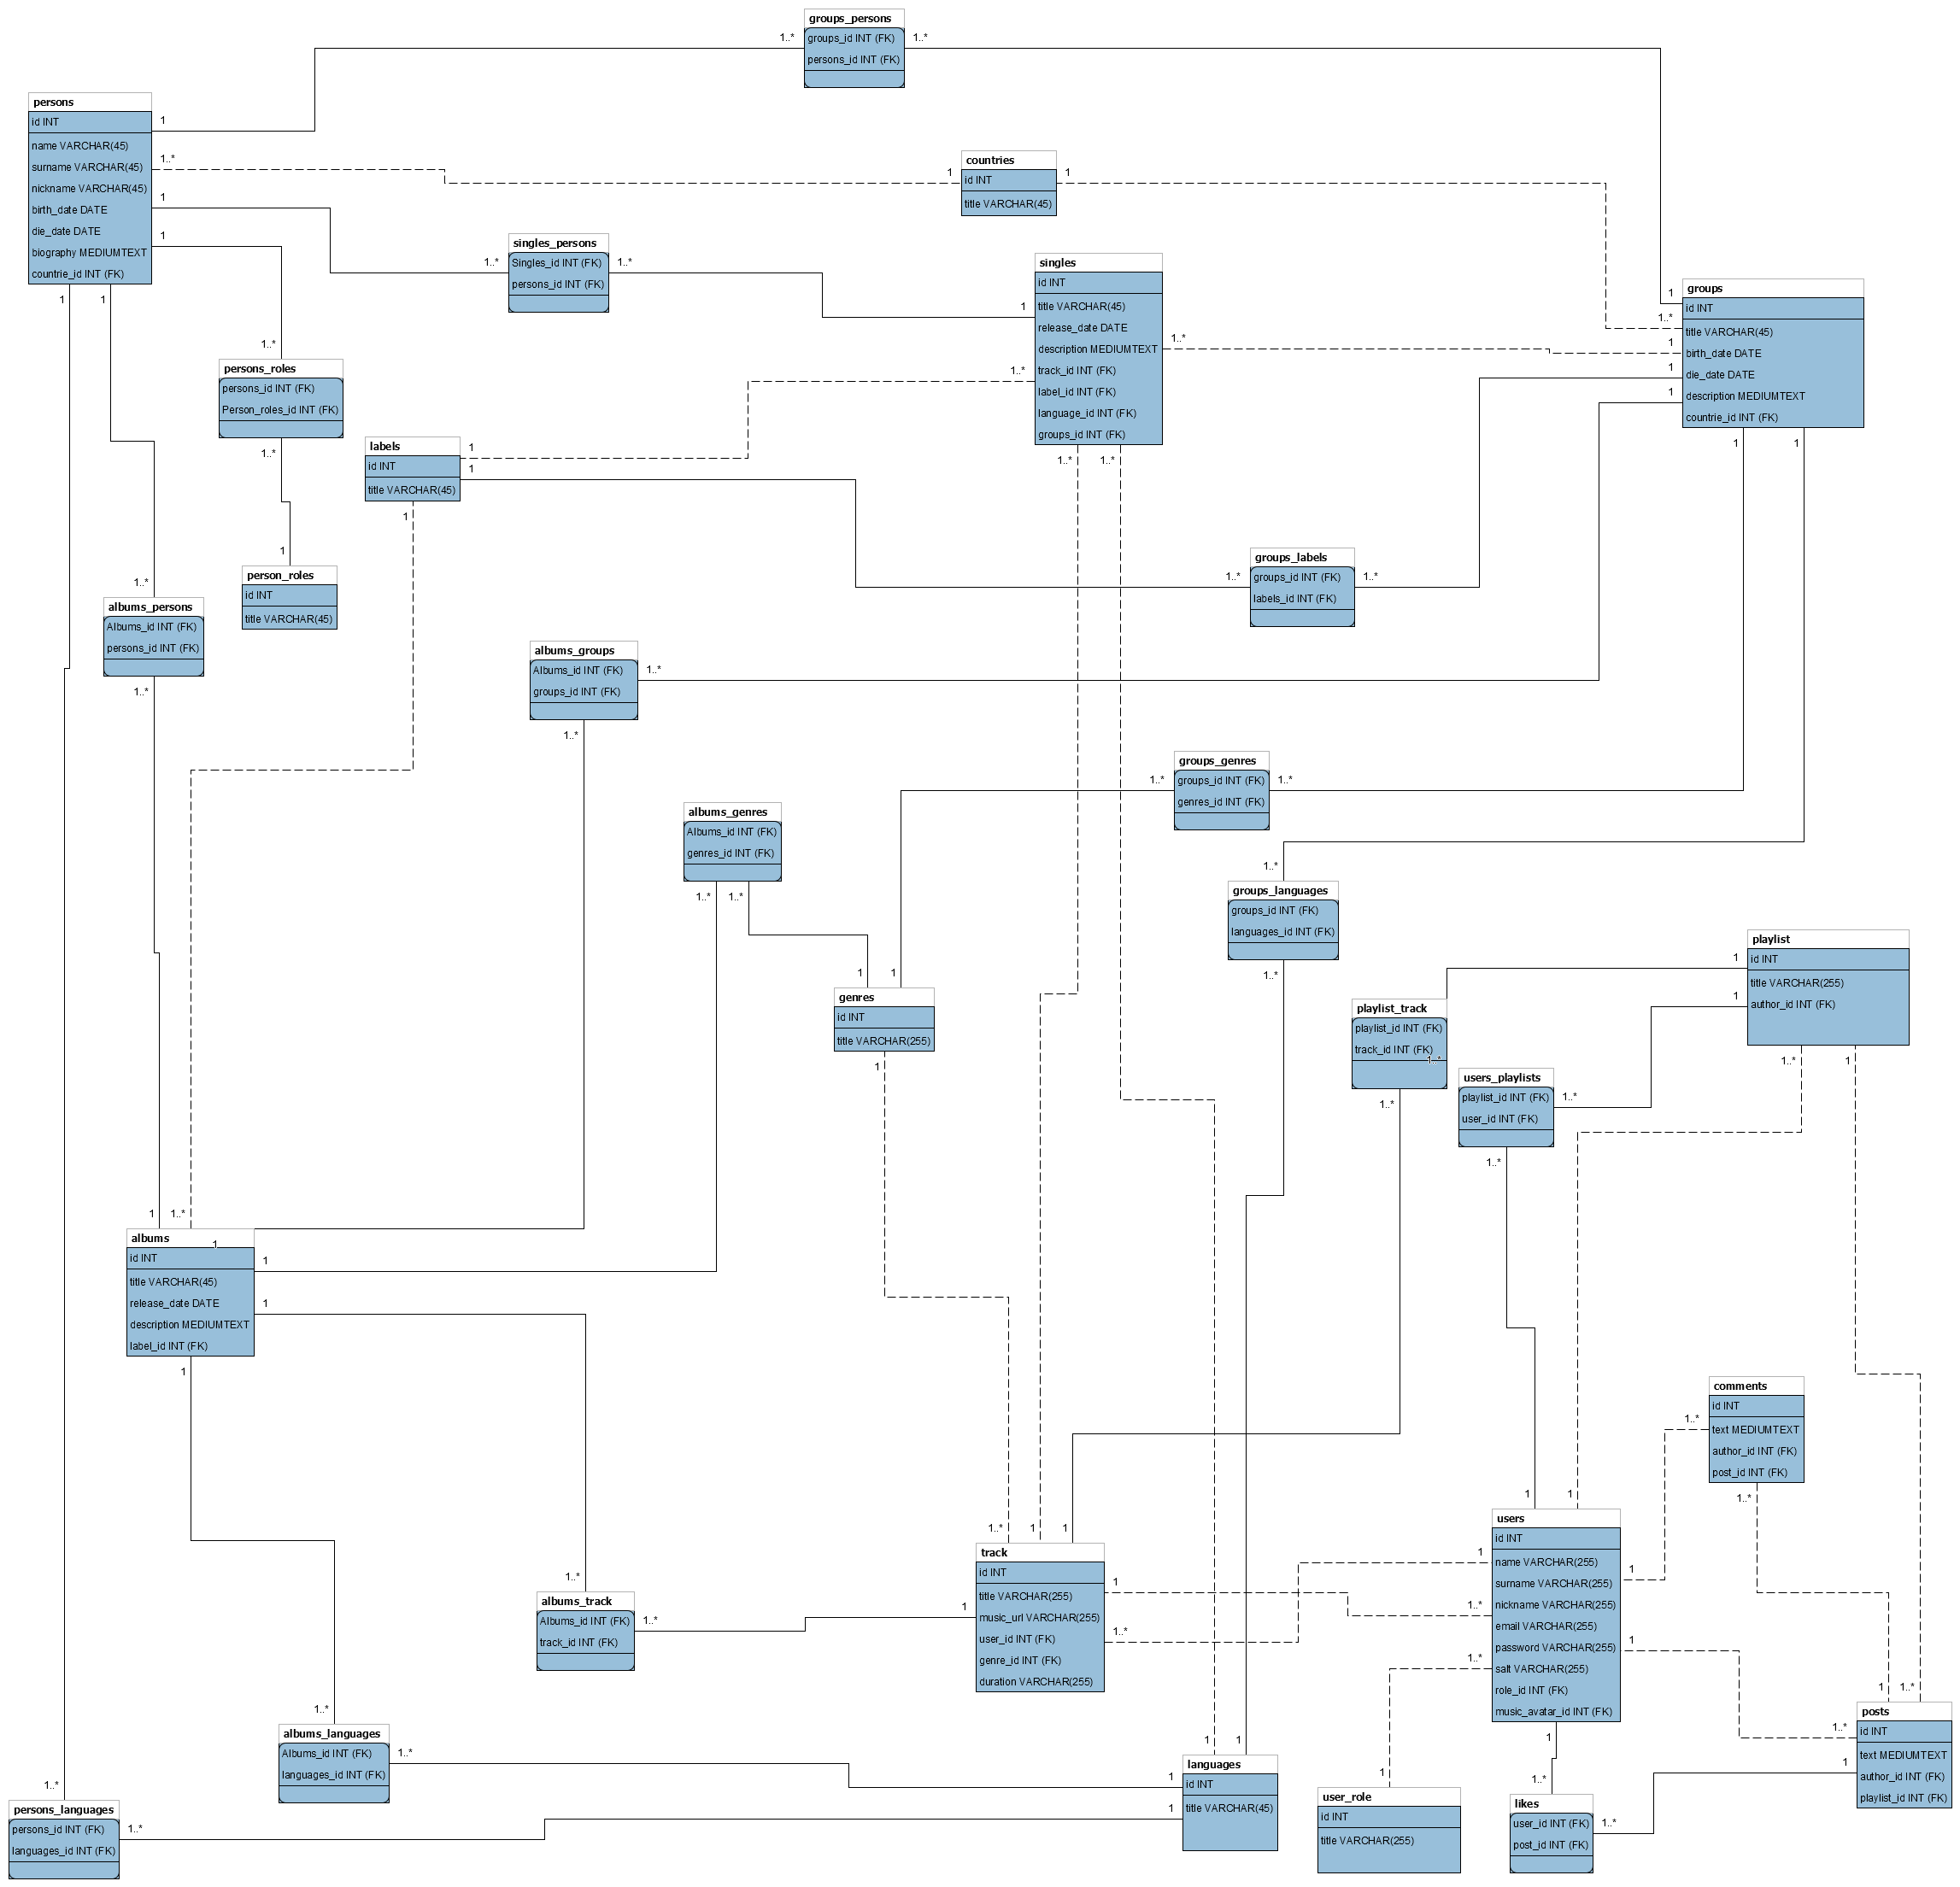 groups_persons
groups_id INT (FK)
persons_id INT (FK)
1..*
1..*
persons
id INT
name VARCHAR(45)
surname VARCHAR(45)
nickname VARCHAR(45)
birth_date DATE
die_date DATE
biography MEDIUMTEXT
countrie_id INT (FK)
1
1..*
1
1
1
1
countries
id INT
title VARCHAR(45)
1
1
singles_persons
Singles_id INT (FK)
persons_id INT (FK)
1..*
1..*
singles
id INT
title VARCHAR(45)
release_date DATE
description MEDIUMTEXT
track_id INT (FK)
label_id INT (FK)
language_id INT (FK)
groups_id INT (FK)
1
1..*
1..*
1..*
1..*
groups
id INT
title VARCHAR(45)
birth_date DATE
die_date DATE
description MEDIUMTEXT
countrie_id INT (FK)
1
1..*
1
1
1
1
1
persons_roles
persons_id INT (FK)
Person_roles_id INT (FK)
1..*
1..*
labels
id INT
title VARCHAR(45)
1
1
1
person_roles
id INT
title VARCHAR(45)
1
groups_labels
groups_id INT (FK)
labels_id INT (FK)
1..*
1..*
albums_persons
Albums_id INT (FK)
persons_id INT (FK)
1..*
1..*
albums_groups
Albums_id INT (FK)
groups_id INT (FK)
1..*
1..*
groups_genres
groups_id INT (FK)
genres_id INT (FK)
1..*
1..*
albums_genres
Albums_id INT (FK)
genres_id INT (FK)
1..*
1..*
groups_languages
groups_id INT (FK)
languages_id INT (FK)
1..*
1..*
playlist
id INT
title VARCHAR(255)
author_id INT (FK)
1
1
1..*
1
genres
id INT
title VARCHAR(255)
1
1
1
playlist_track
playlist_id INT (FK)
track_id INT (FK)
1..*
1..*
users_playlists
playlist_id INT (FK)
user_id INT (FK)
1..*
1..*
albums
id INT
title VARCHAR(45)
release_date DATE
description MEDIUMTEXT
label_id INT (FK)
1
1..*
1
1
1
1
comments
id INT
text MEDIUMTEXT
author_id INT (FK)
post_id INT (FK)
1..*
1..*
users
id INT
name VARCHAR(255)
surname VARCHAR(255)
nickname VARCHAR(255)
email VARCHAR(255)
password VARCHAR(255)
salt VARCHAR(255)
role_id INT (FK)
music_avatar_id INT (FK)
1
1
1
1..*
1..*
1
1
1
track
id INT
title VARCHAR(255)
music_url VARCHAR(255)
user_id INT (FK)
genre_id INT (FK)
duration VARCHAR(255)
1..*
1
1
1
1
1..*
albums_track
Albums_id INT (FK)
track_id INT (FK)
1..*
1..*
posts
id INT
text MEDIUMTEXT
author_id INT (FK)
playlist_id INT (FK)
1
1..*
1..*
1
albums_languages
Albums_id INT (FK)
languages_id INT (FK)
1..*
1..*
languages
id INT
title VARCHAR(45)
1
1
1
1
user_role
id INT
title VARCHAR(255)
1
likes
user_id INT (FK)
post_id INT (FK)
1..*
1..*
persons_languages
persons_id INT (FK)
languages_id INT (FK)
1..*
1..*